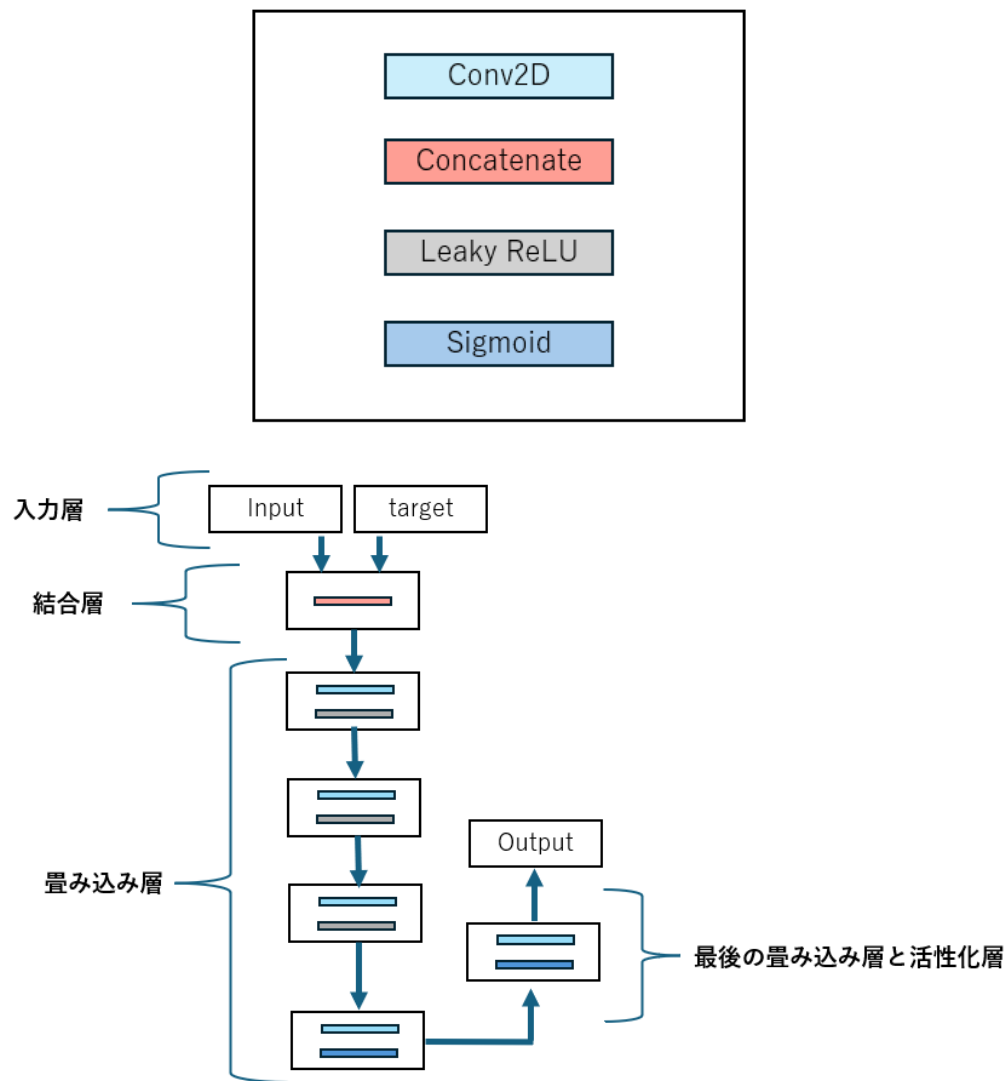 Conv2D
Concatenate
Leaky ReLU
Sigmoid
入力層
Input
target
結合層
畳み込み層
Output
最後の畳み込み層と活性化層